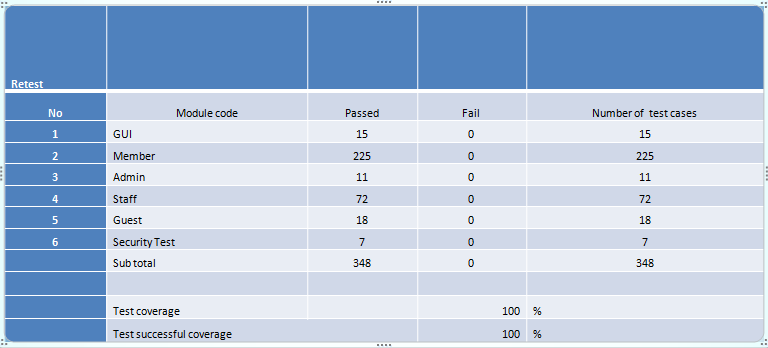 Retest
No Module code Passed Fail Number of test cases
1 GUI 15 0 15
2 Member 225 0 225
3 Admin 11 0 11
4 Staff 72 0 72
5 Guest 18 0 18
6 Security Test 7 0 7
Sub total 348 0 348
Test coverage 100 %
Test successful coverage 100 %